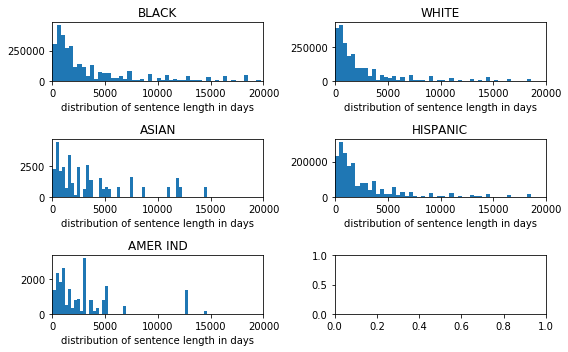 BLACK
250000
0
0 5000 10000 15000 20000
distribution of sentence length in days
WHITE
250000
0
0 5000 10000 15000 20000
distribution of sentence length in days
ASIAN
2500
0
0 5000 10000 15000 20000
distribution of sentence length in days
HISPANIC
200000
0
0 5000 10000 15000 20000
distribution of sentence length in days
AMER IND
2000
0
0 5000 10000 15000 20000
distribution of sentence length in days
1.0
0.5
0.0
0.0 0.2 0.4 0.6 0.8 1.0